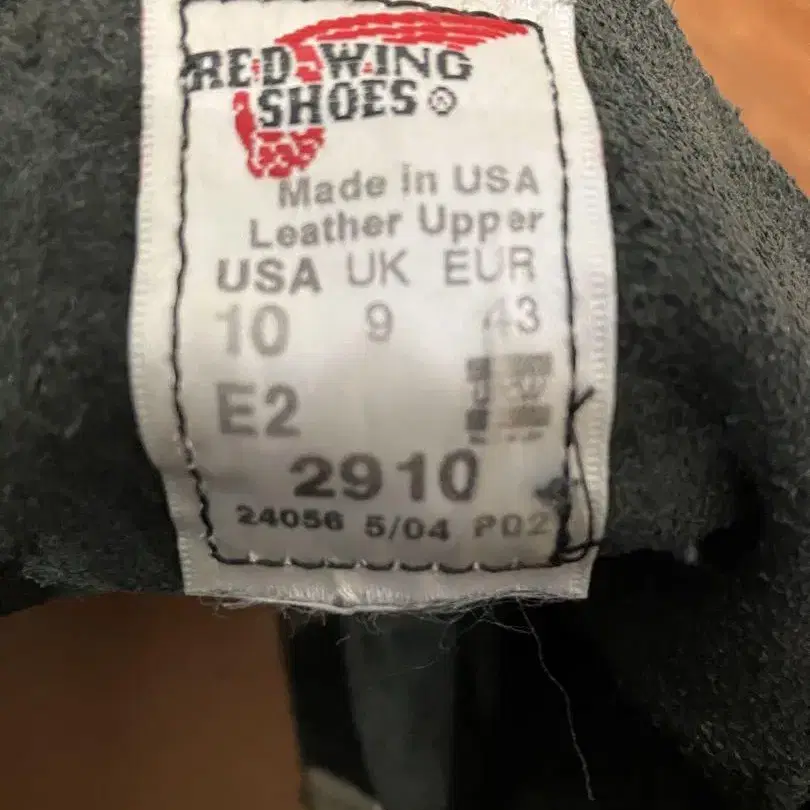 RED WING
SHOES
Made in USA
Leather Upper
USA UK EUR
10 9 43
E2
2910
24056 5/04 P02